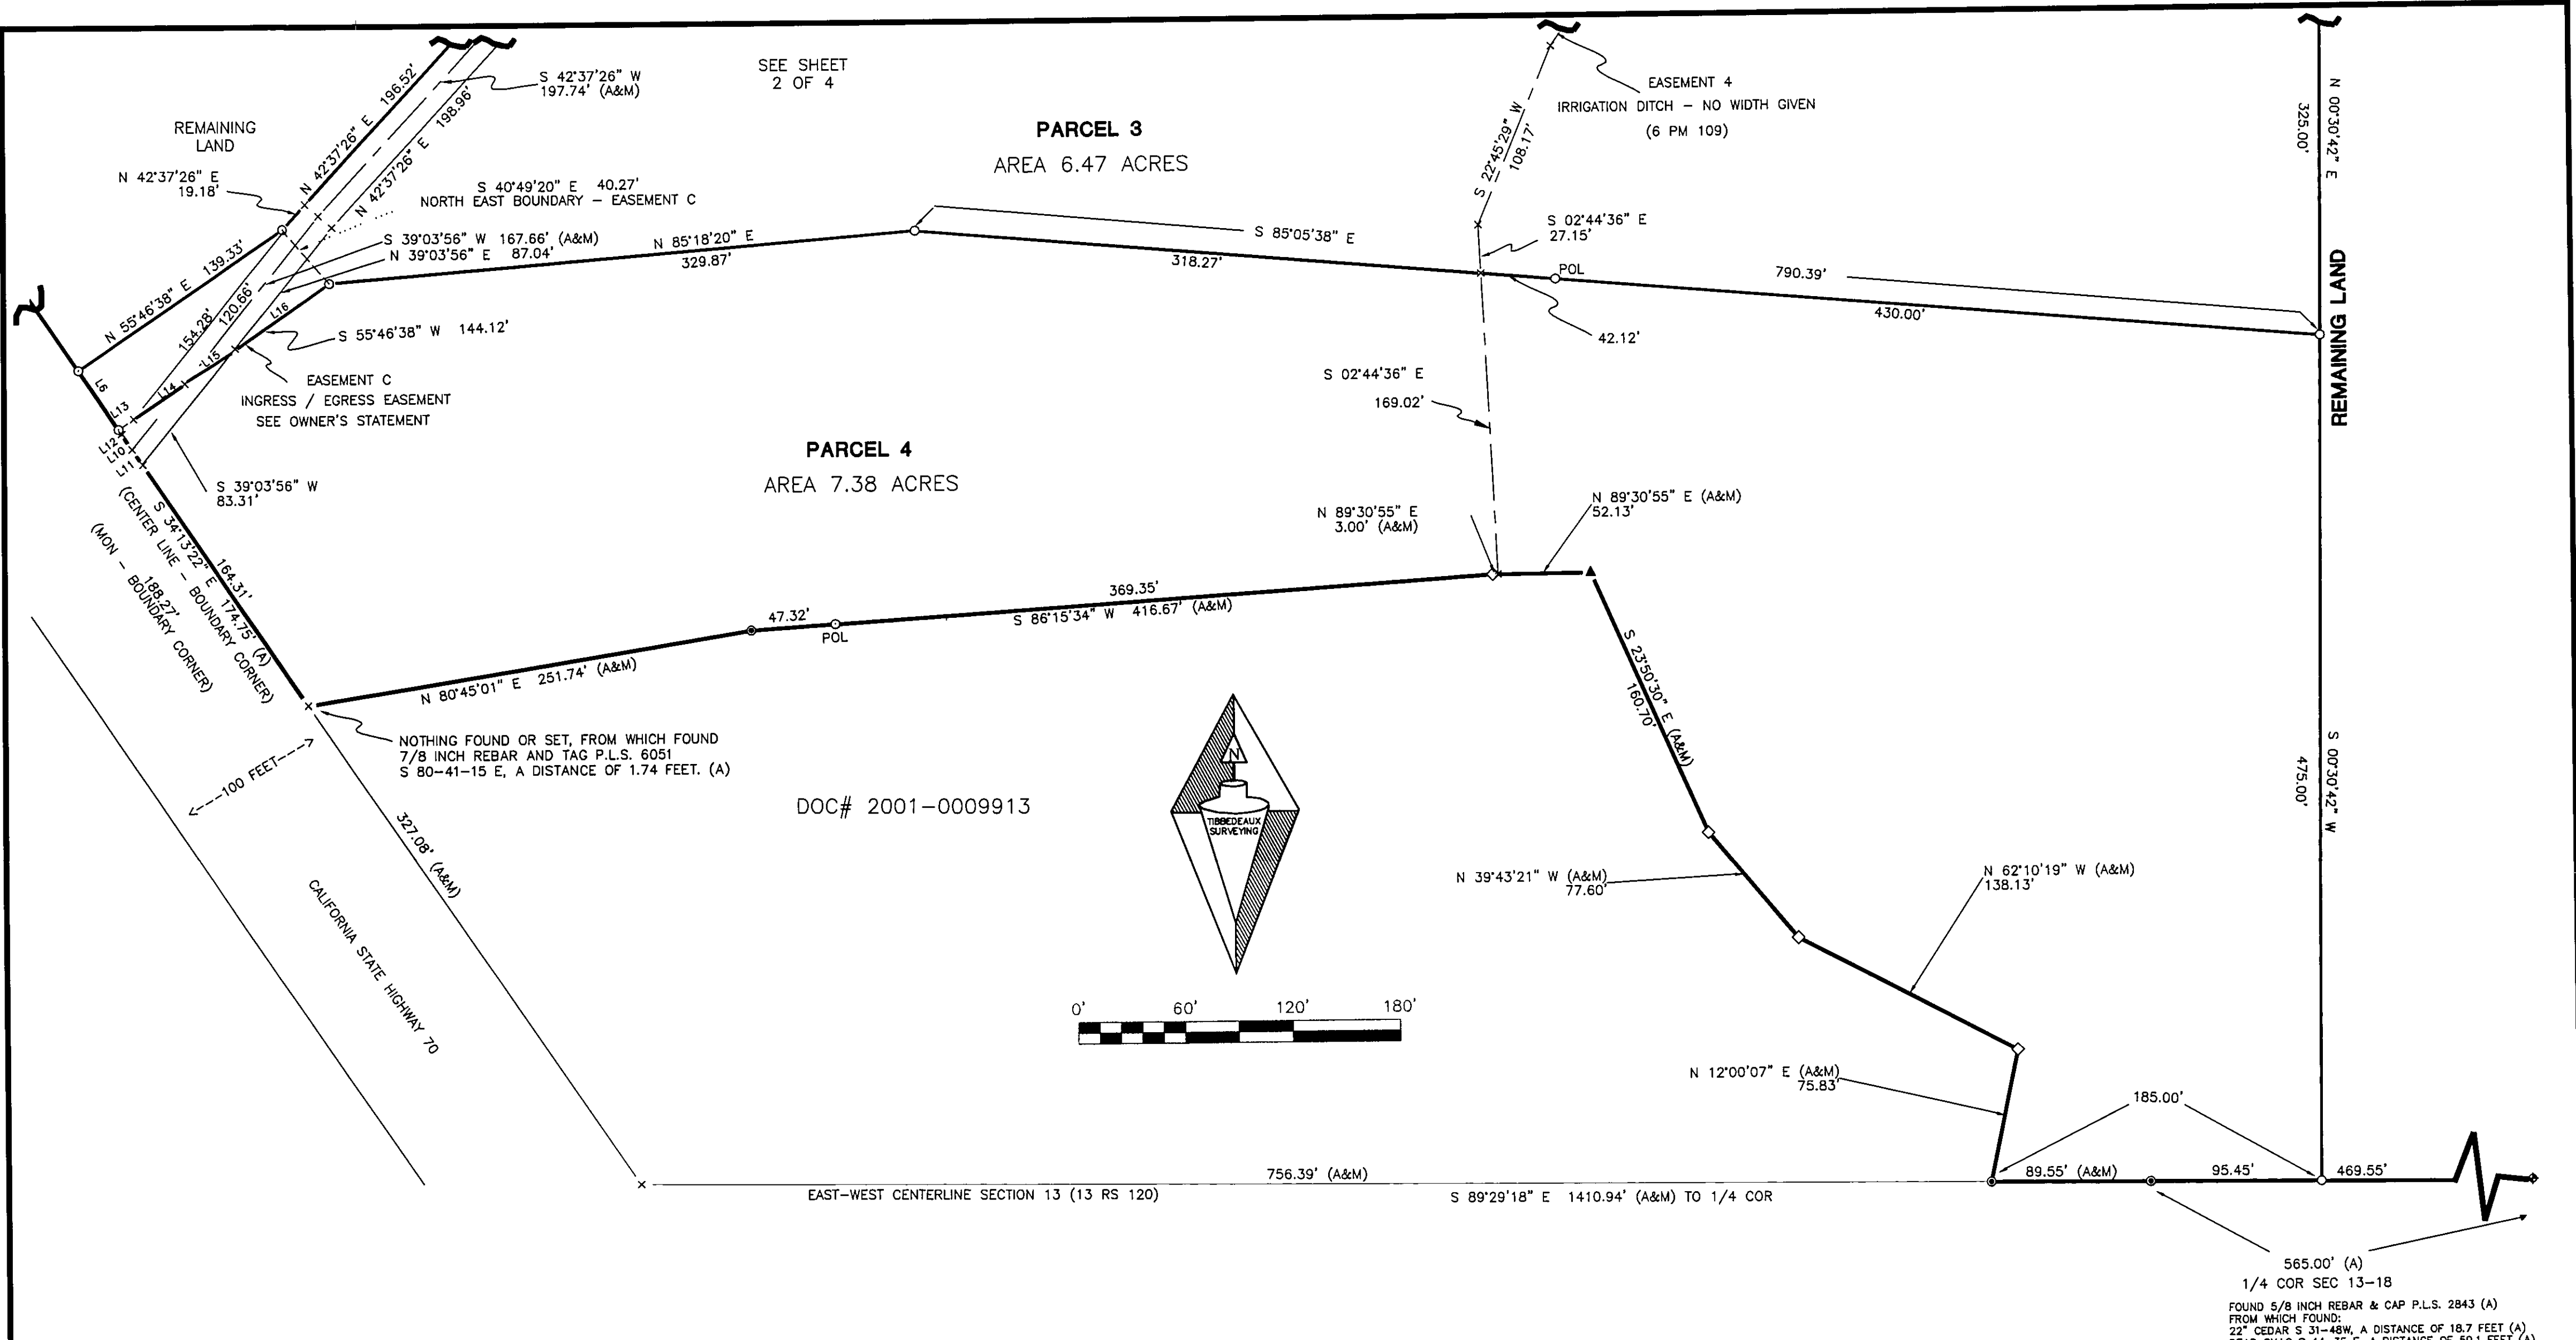 SEE SHEET
2 OF 4
S 42°37'26" W
197.74' (A&M)
N 42°37'26" E 196.52'
N 42°37'26" E 198.96'
REMAINING
LAND
N 42°37'26" E
19.18'
S 40°49'20" E 40.27'
NORTH EAST BOUNDARY – EASEMENT C
PARCEL 3
AREA 6.47 ACRES
EASEMENT 4
IRRIGATION DITCH – NO WIDTH GIVEN
(6 PM 109)
S 22°45'29" W
108.17'
S 02°44'36" E
27.15'
N 00°30'42" E
325.00'
S 39°03'56" W 167.66' (A&M)
N 39°03'56" E 87.04'
N 85°18'20" E
329.87'
S 85°05'38" E
318.27'
POL
790.39'
430.00'
42.12'
REMAINING LAND
N 55°46'38" E 139.33'
154.28'
120.66'
L16
L15
L14
L13
L6
L12
L10
L11
S 55°46'38" W 144.12'
EASEMENT C
INGRESS / EGRESS EASEMENT
SEE OWNER'S STATEMENT
S 39°03'56" W
83.31'
S 02°44'36" E
169.02'
PARCEL 4
AREA 7.38 ACRES
N 89°30'55" E
3.00' (A&M)
N 89°30'55" E (A&M)
52.13'
164.31'
S 34°13'22" E 174.75' (A)
(CENTER LINE – BOUNDARY CORNER)
188.27'
(MON – BOUNDARY CORNER)
47.32'
POL
369.35'
S 86°15'34" W 416.67' (A&M)
N 80°45'01" E 251.74' (A&M)
S 23°50'30" E (A&M)
160.70'
NOTHING FOUND OR SET, FROM WHICH FOUND
7/8 INCH REBAR AND TAG P.L.S. 6051
S 80–41–15 E, A DISTANCE OF 1.74 FEET. (A)
100 FEET
DOC# 2001–0009913
N
TIBBEDEAUX
SURVEYING
S 00°30'42" W
475.00'
327.08' (A&M)
CALIFORNIA STATE HIGHWAY 70
N 39°43'21" W (A&M)
77.60'
N 62°10'19" W (A&M)
138.13'
0' 60' 120' 180'
N 12°00'07" E (A&M)
75.83'
185.00'
756.39' (A&M)
89.55' (A&M)
95.45'
469.55'
EAST–WEST CENTERLINE SECTION 13 (13 RS 120)
S 89°29'18" E 1410.94' (A&M) TO 1/4 COR
565.00' (A)
1/4 COR SEC 13–18
FOUND 5/8 INCH REBAR & CAP P.L.S. 2843 (A)
FROM WHICH FOUND:
22" CEDAR S 31–48W, A DISTANCE OF 18.7 FEET (A)